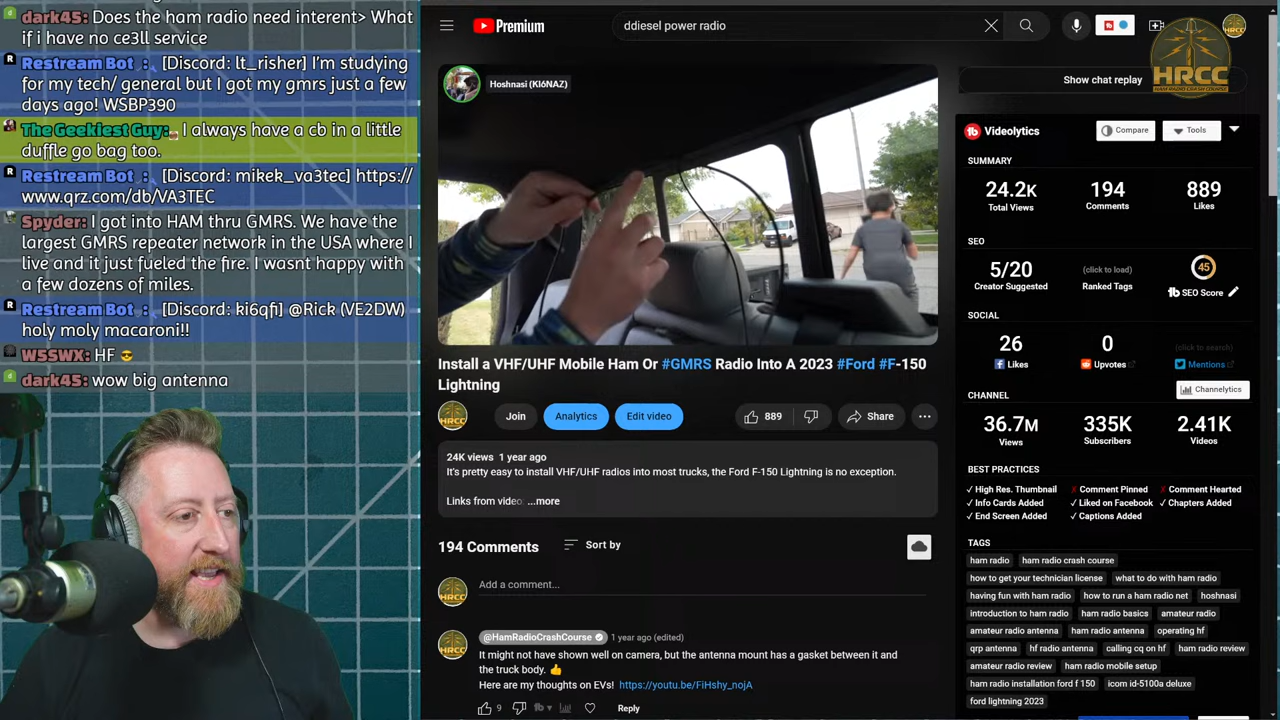 dark45: Does the ham radio need interent> What
if i have no ce3ll service
Restream Bot : [Discord: lt_risher] I'm studying
for my tech/ general but I got my gmrs just a few
days ago! WSBP390
The Geekiest Guy: I always have a cb in a little
duffle go bag too.
Restream Bot : [Discord: mikek_va3tec] https://
www.qrz.com/db/VA3TEC
Spyder: I got into HAM thru GMRS. We have the
largest GMRS repeater network in the USA where I
live and it just fueled the fire. I wasnt happy with
a few dozens of miles.
Restream Bot : [Discord: ki6qfi] @Rick (VE2DW)
holy moly macaroni!!
W5SWX: HF 😎
dark45: wow big antenna
Premium
ddiesel power radio
HRCC
HAM RADIO CRASH COURSE
Hoshnasi (KI6NAZ)
Install a VHF/UHF Mobile Ham Or #GMRS Radio Into A 2023 #Ford #F-150
Lightning
Join
Analytics
Edit video
889
Share
24K views 1 year ago
It's pretty easy to install VHF/UHF radios into most trucks, the Ford F-150 Lightning is no exception.
Links from video: ...more
194 Comments
Sort by
Add a comment...
@HamRadioCrashCourse 1 year ago (edited)
It might not have shown well on camera, but the antenna mount has a gasket between it and
the truck body. 👍
Here are my thoughts on EVs! https://youtu.be/FiHshy_nojA
9
Reply
Show chat replay
Videolytics
Compare
Tools
SUMMARY
24.2K 194 889
Total Views Comments Likes
SEO
5/20 (click to load) 45
Creator Suggested Ranked Tags SEO Score
SOCIAL
26 0 (click to search)
Likes Upvotes Mentions
Channelytics
CHANNEL
36.7M 335K 2.41K
Views Subscribers Videos
BEST PRACTICES
✓ High Res. Thumbnail ✗ Comment Pinned ✗ Comment Hearted
✓ Info Cards Added ✓ Liked on Facebook ✓ Chapters Added
✓ End Screen Added ✓ Captions Added
TAGS
ham radio ham radio crash course
how to get your technician license what to do with ham radio
having fun with ham radio how to run a ham radio net hoshnasi
introduction to ham radio ham radio basics amateur radio
amateur radio antenna ham radio antenna operating hf
qrp antenna hf radio antenna calling cq on hf ham radio review
amateur radio review ham radio mobile setup
ham radio installation ford f 150 icom id-5100a deluxe
ford lightning 2023